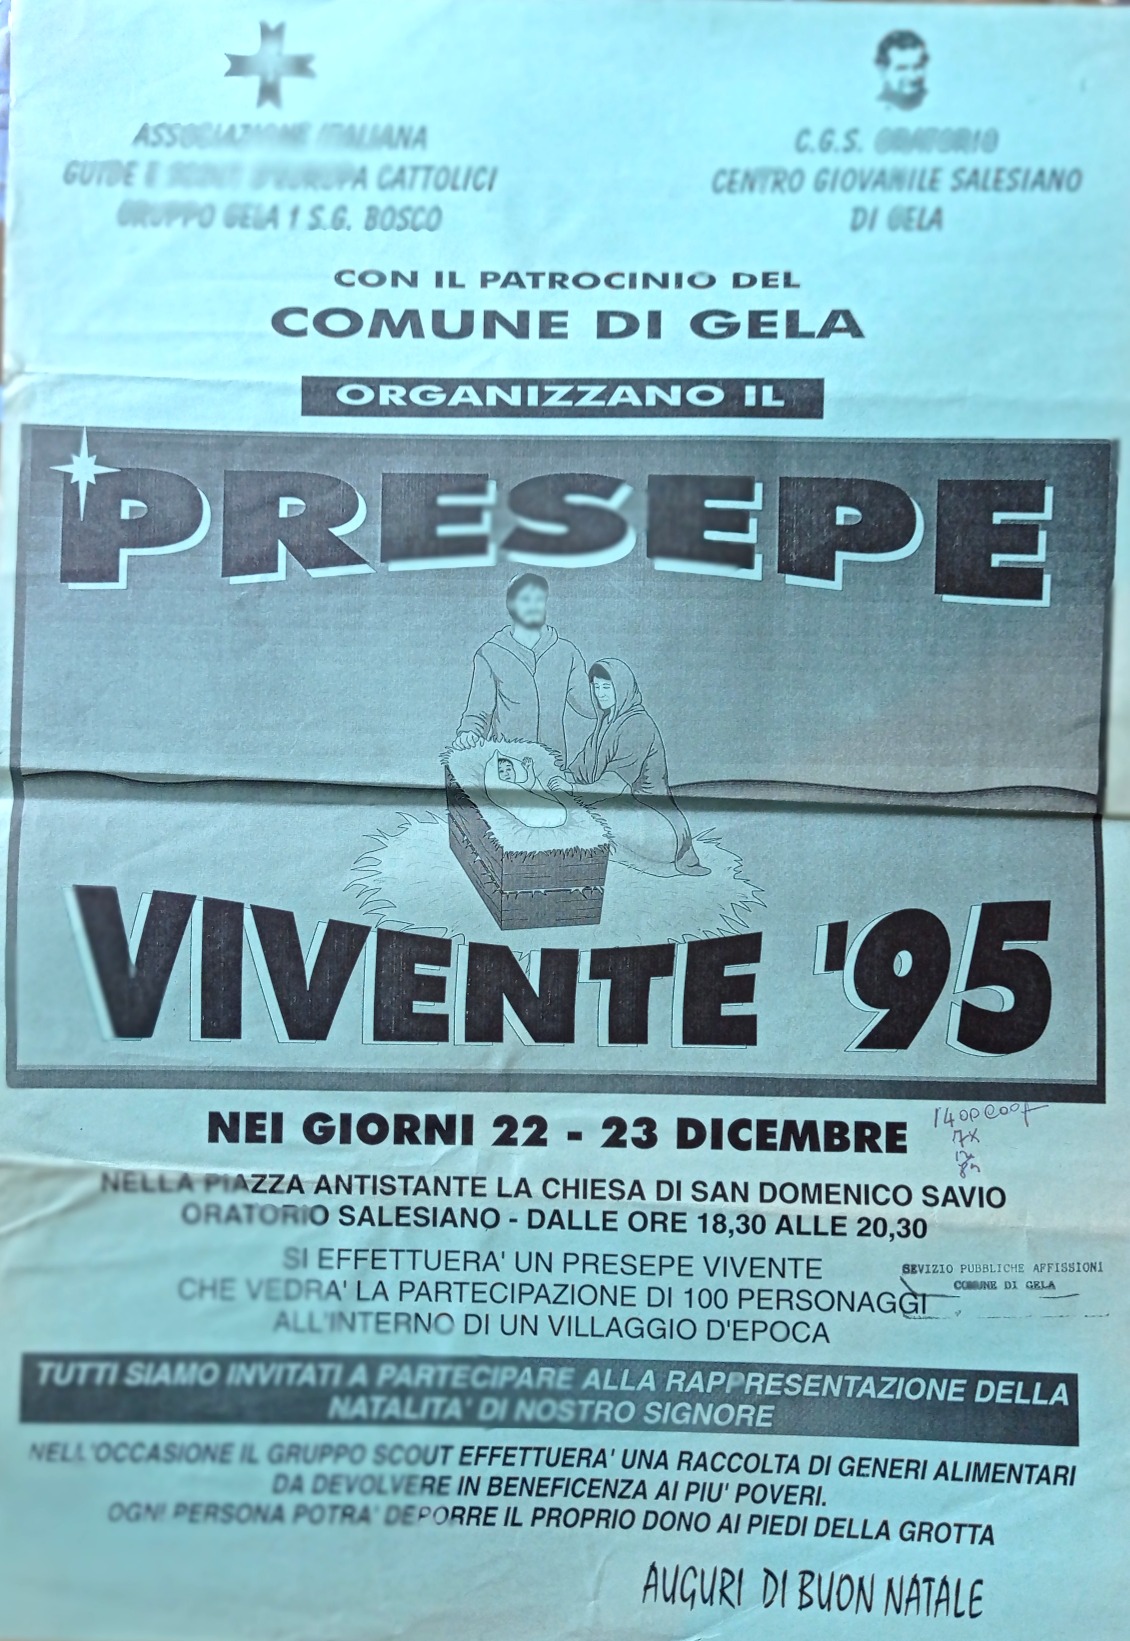 ASSOCIAZIONE ITALIANA
GUIDE E SCOUT D'EUROPA CATTOLICI
GRUPPO GELA 1 S.G. BOSCO
C.G.S. ORATORIO
CENTRO GIOVANILE SALESIANO
DI GELA
CON IL PATROCINIO DEL
COMUNE DI GELA
ORGANIZZANO IL
PRESEPE
VIVENTE '95
NEI GIORNI 22 - 23 DICEMBRE
NELLA PIAZZA ANTISTANTE LA CHIESA DI SAN DOMENICO SAVIO
ORATORIO SALESIANO - DALLE ORE 18,30 ALLE 20,30
SI EFFETTUERA' UN PRESEPE VIVENTE
CHE VEDRA' LA PARTECIPAZIONE DI 100 PERSONAGGI
ALL'INTERNO DI UN VILLAGGIO D'EPOCA
SEVIZIO PUBBLICHE AFFISSIONI
COMUNE DI GELA
TUTTI SIAMO INVITATI A PARTECIPARE ALLA RAPPRESENTAZIONE DELLA
NATALITA' DI NOSTRO SIGNORE
NELL'OCCASIONE IL GRUPPO SCOUT EFFETTUERA' UNA RACCOLTA DI GENERI ALIMENTARI
DA DEVOLVERE IN BENEFICENZA AI PIU' POVERI.
OGNI PERSONA POTRA' DEPORRE IL PROPRIO DONO AI PIEDI DELLA GROTTA
AUGURI DI BUON NATALE